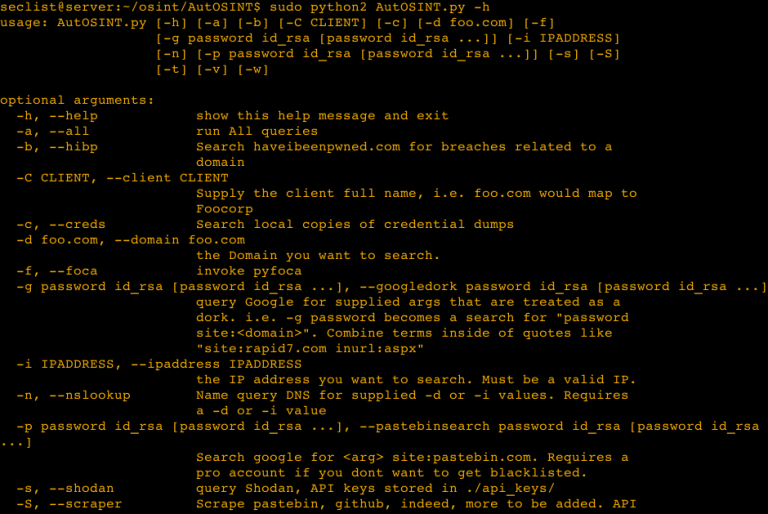 seclist@server:~/osint/AutOSINT$ sudo python2 AutOSINT.py -h
usage: AutOSINT.py [-h] [-a] [-b] [-C CLIENT] [-c] [-d foo.com] [-f]
[-g password id_rsa [password id_rsa ...]] [-i IPADDRESS]
[-n] [-p password id_rsa [password id_rsa ...]] [-s] [-S]
[-t] [-v] [-w]
optional arguments:
-h, --help show this help message and exit
-a, --all run All queries
-b, --hibp Search haveibeenpwned.com for breaches related to a
domain
-C CLIENT, --client CLIENT
Supply the client full name, i.e. foo.com would map to
Foocorp
-c, --creds Search local copies of credential dumps
-d foo.com, --domain foo.com
the Domain you want to search.
-f, --foca invoke pyfoca
-g password id_rsa [password id_rsa ...], --googledork password id_rsa [password id_rsa ...]
query Google for supplied args that are treated as a
dork. i.e. -g password becomes a search for "password
site:<domain>". Combine terms inside of quotes like
"site:rapid7.com inurl:aspx"
-i IPADDRESS, --ipaddress IPADDRESS
the IP address you want to search. Must be a valid IP.
-n, --nslookup Name query DNS for supplied -d or -i values. Requires
a -d or -i value
-p password id_rsa [password id_rsa ...], --pastebinsearch password id_rsa [password id_rsa
...]
Search google for <arg> site:pastebin.com. Requires a
pro account if you dont want to get blacklisted.
-s, --shodan query Shodan, API keys stored in ./api_keys/
-S, --scraper Scrape pastebin, github, indeed, more to be added. API